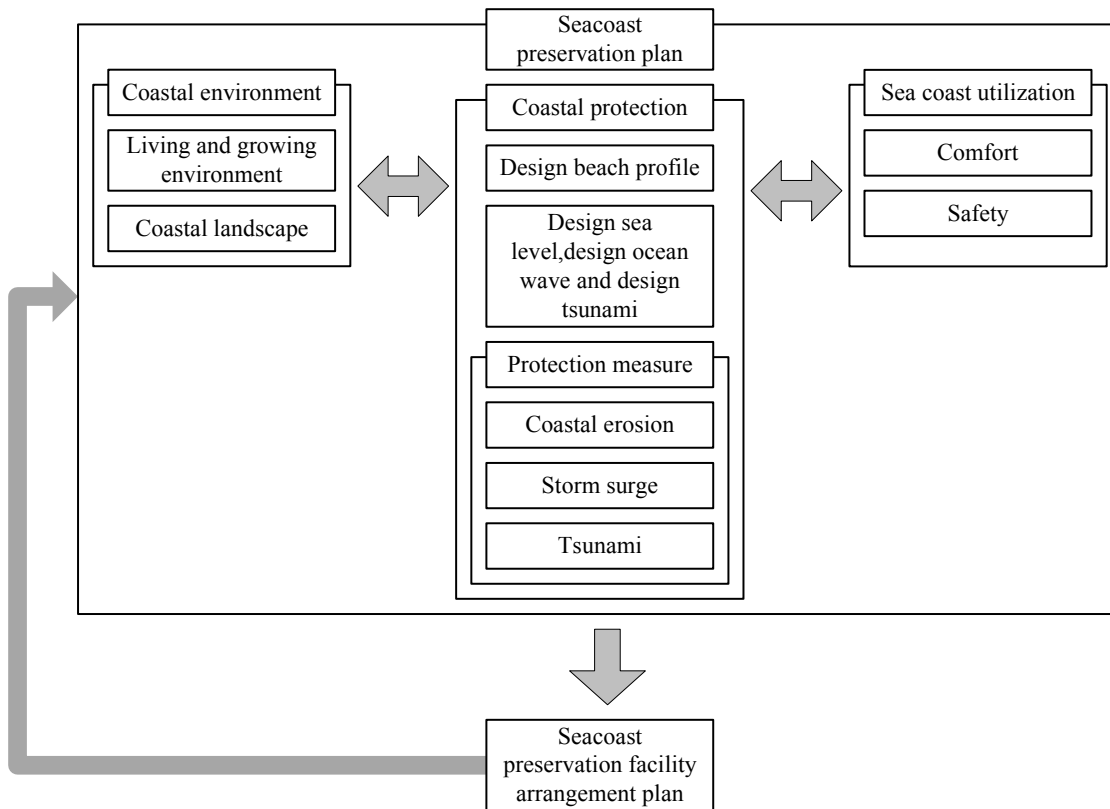 Seacoast
preservation plan
Coastal environment
Living and growing
environment
Coastal landscape
Coastal protection
Design beach profile
Design sea
level,design ocean
wave and design
tsunami
Protection measure
Coastal erosion
Storm surge
Tsunami
Sea coast utilization
Comfort
Safety
Seacoast
preservation facility
arrangement plan